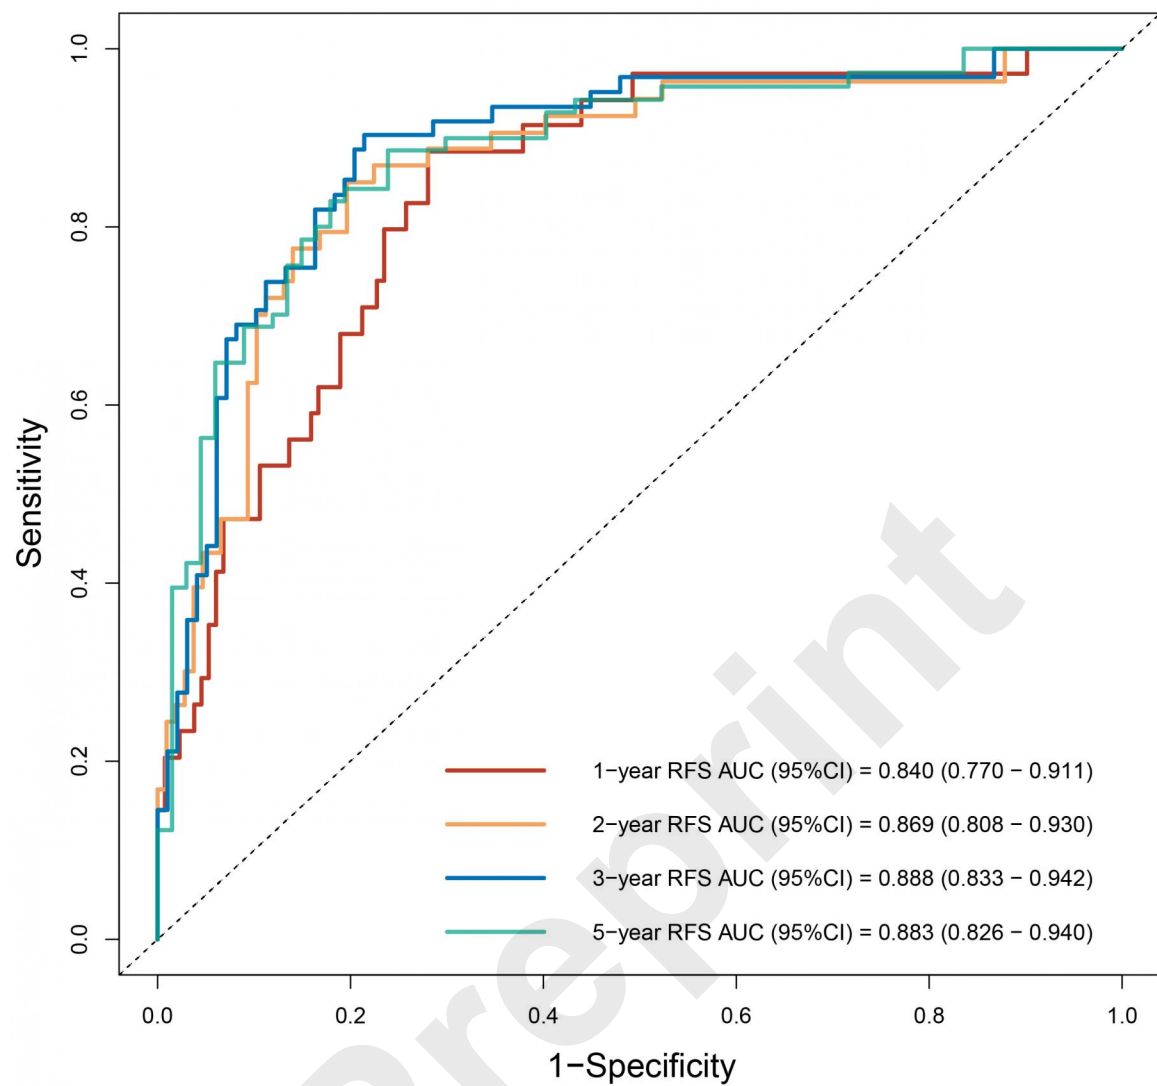 1.0
0.8
0.6
0.4
0.2
0.0
Sensitivity
1−year RFS AUC (95%CI) = 0.840 (0.770 − 0.911)
2−year RFS AUC (95%CI) = 0.869 (0.808 − 0.930)
3−year RFS AUC (95%CI) = 0.888 (0.833 − 0.942)
5−year RFS AUC (95%CI) = 0.883 (0.826 − 0.940)
0.0 0.2 0.4 0.6 0.8 1.0
1−Specificity
Preprint